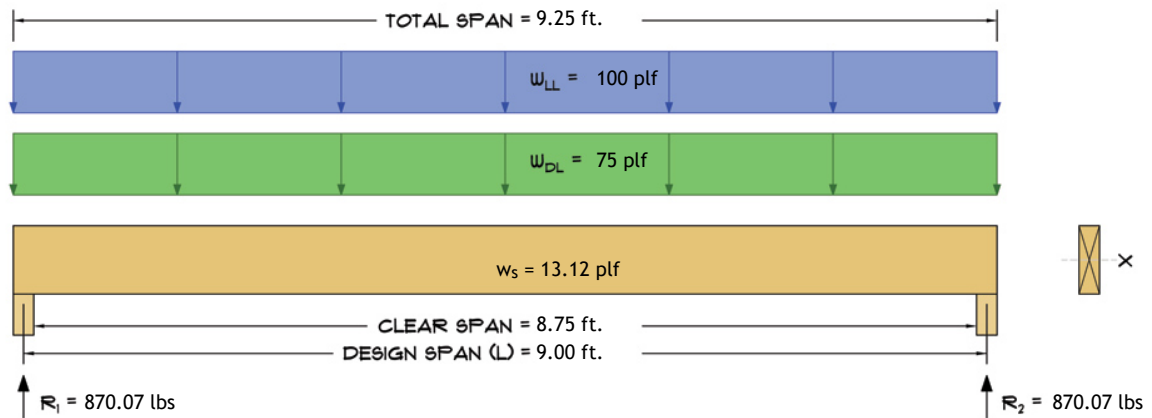 TOTAL SPAN = 9.25 ft.
WLL = 100 plf
WDL = 75 plf
ws = 13.12 plf
X
CLEAR SPAN = 8.75 ft.
DESIGN SPAN (L) = 9.00 ft.
R1 = 870.07 lbs
R2 = 870.07 lbs